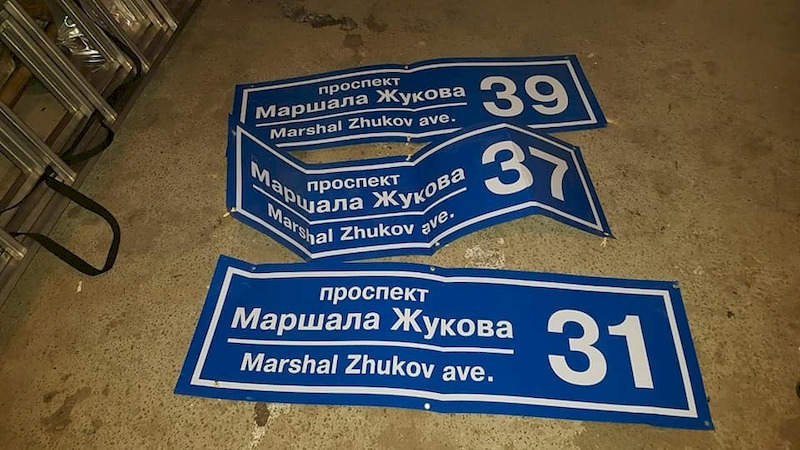 проспект
Маршала Жукова
Marshal Zhukov ave.
39
проспект
Маршала Жукова
Marshal Zhukov ave.
37
проспект
Маршала Жукова
Marshal Zhukov ave.
31